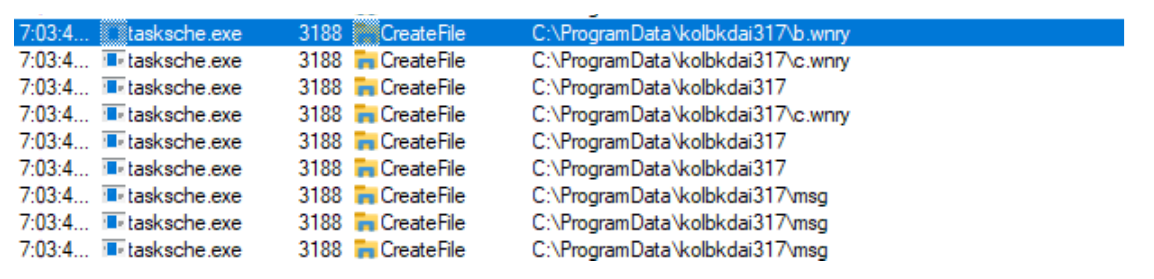 7:03:4... tasksche.exe 3188 CreateFile C:\ProgramData\kolbkdai317\b.wnry
7:03:4... tasksche.exe 3188 CreateFile C:\ProgramData\kolbkdai317\c.wnry
7:03:4... tasksche.exe 3188 CreateFile C:\ProgramData\kolbkdai317
7:03:4... tasksche.exe 3188 CreateFile C:\ProgramData\kolbkdai317\c.wnry
7:03:4... tasksche.exe 3188 CreateFile C:\ProgramData\kolbkdai317
7:03:4... tasksche.exe 3188 CreateFile C:\ProgramData\kolbkdai317
7:03:4... tasksche.exe 3188 CreateFile C:\ProgramData\kolbkdai317\msg
7:03:4... tasksche.exe 3188 CreateFile C:\ProgramData\kolbkdai317\msg
7:03:4... tasksche.exe 3188 CreateFile C:\ProgramData\kolbkdai317\msg